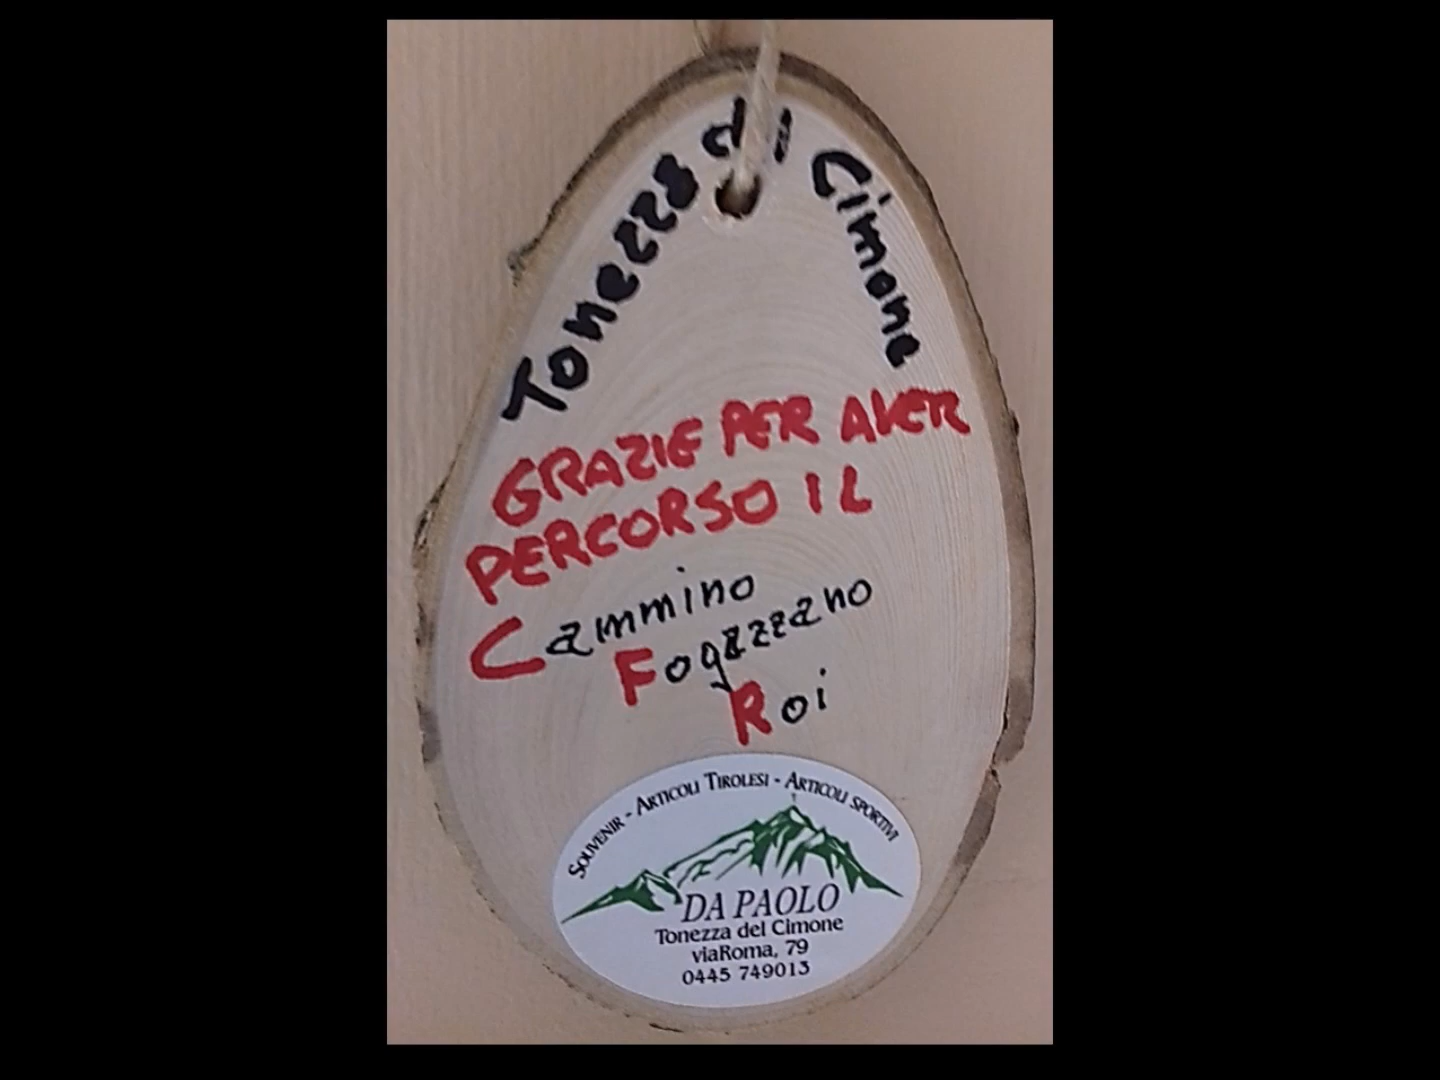 Tonezza di Cimone
GRAZIE PER AVER
PERCORSO IL
Cammino
Fogazzano
Roi
SOUVENIR - ARTICOLI TIROLESI - ARTICOLI SPORTIVI
DA PAOLO
Tonezza del Cimone
viaRoma, 79
0445 749013